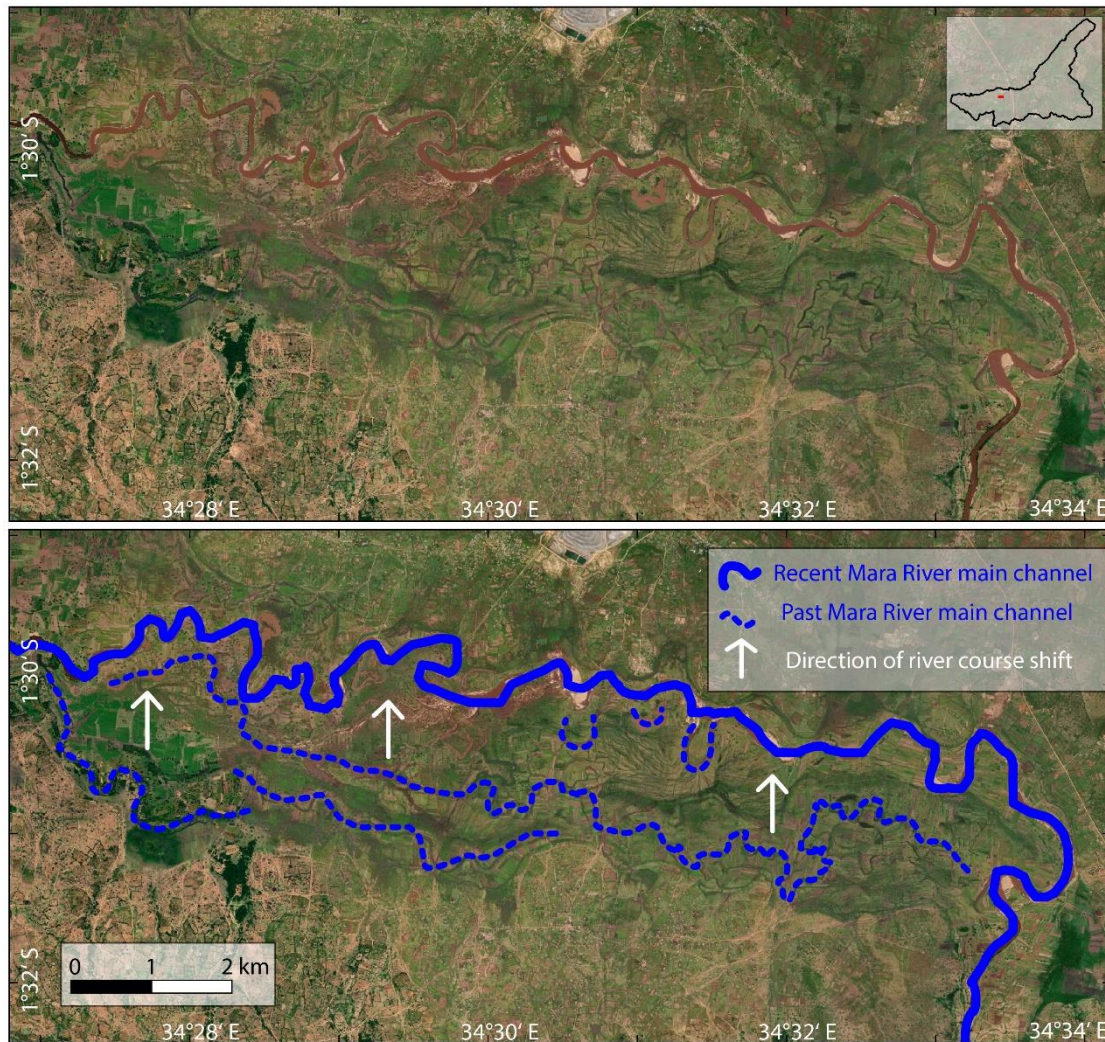 1°30' S
1°32' S
34°28' E
34°30' E
34°32' E
34°34' E
Recent Mara River main channel
Past Mara River main channel
Direction of river course shift
1°30' S
1°32' S
0 1 2 km
34°28' E
34°30' E
34°32' E
34°34' E